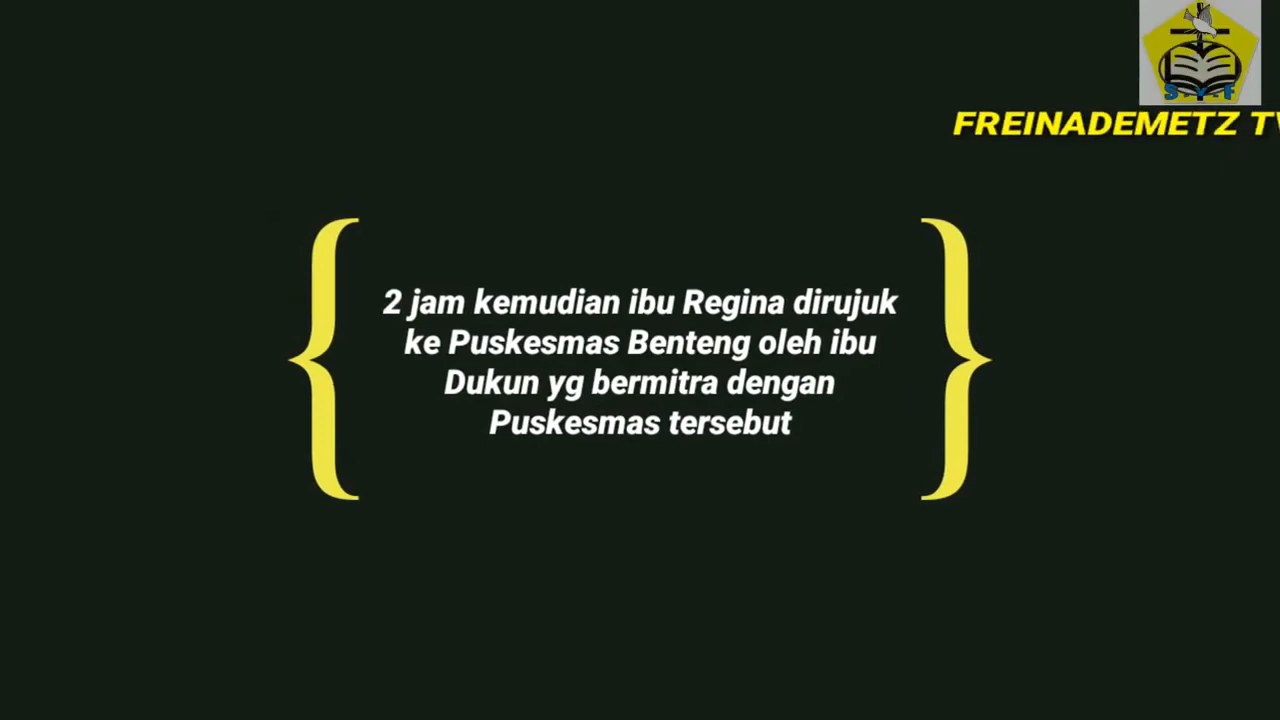 S Y F
FREINADEMETZ TV
2 jam kemudian ibu Regina dirujuk
ke Puskesmas Benteng oleh ibu
Dukun yg bermitra dengan
Puskesmas tersebut